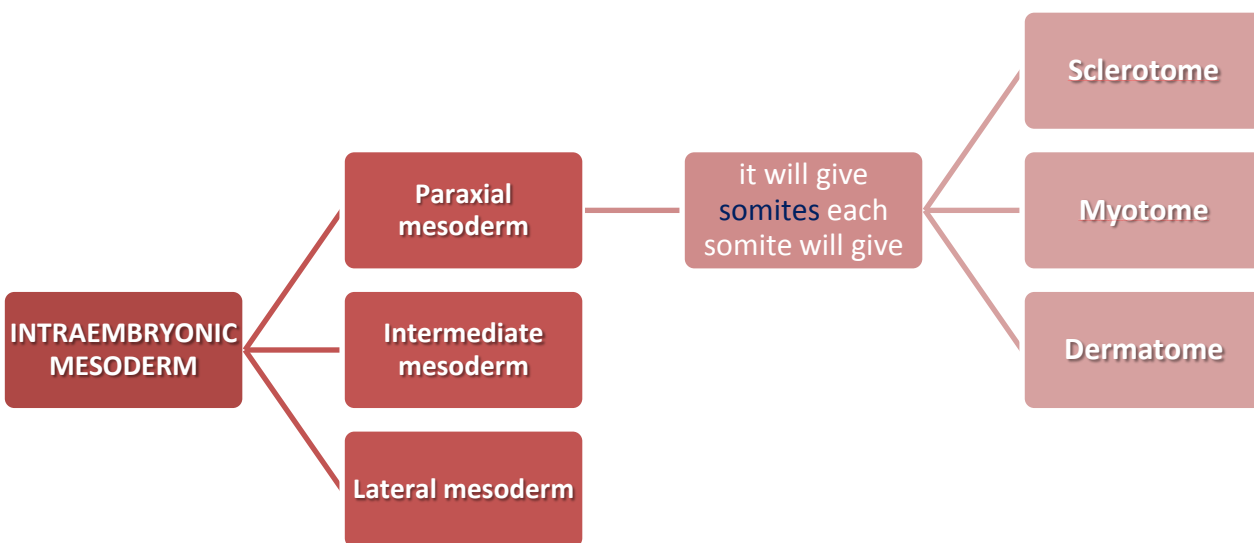 INTRAEMBRYONIC
MESODERM
Paraxial
mesoderm
Intermediate
mesoderm
Lateral mesoderm
it will give
somites each
somite will give
Sclerotome
Myotome
Dermatome